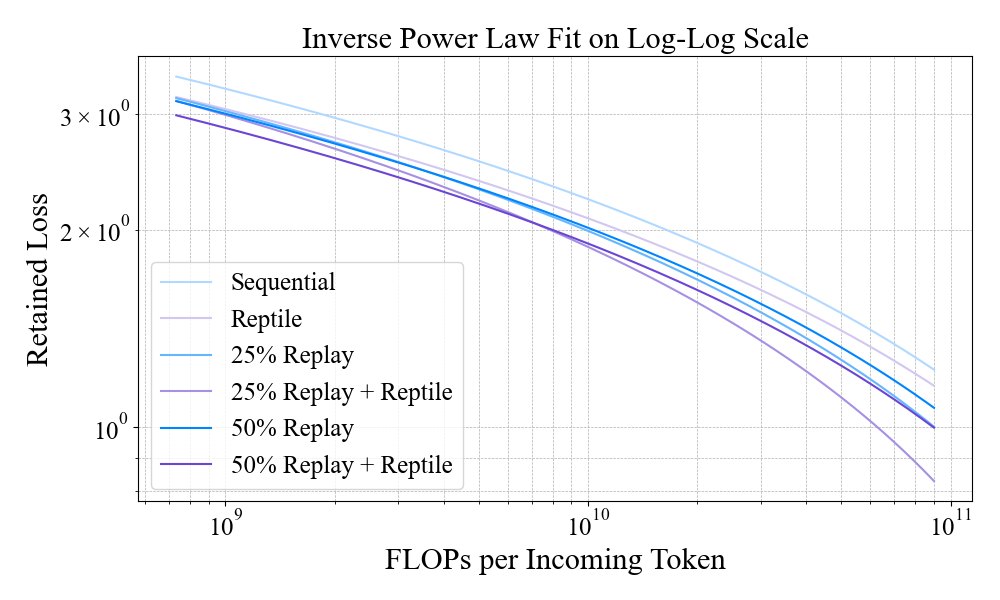 Inverse Power Law Fit on Log-Log Scale
Retained Loss
3 × 10⁰
2 × 10⁰
10⁰
Sequential
Reptile
25% Replay
25% Replay + Reptile
50% Replay
50% Replay + Reptile
10⁹ 10¹⁰ 10¹¹
FLOPs per Incoming Token